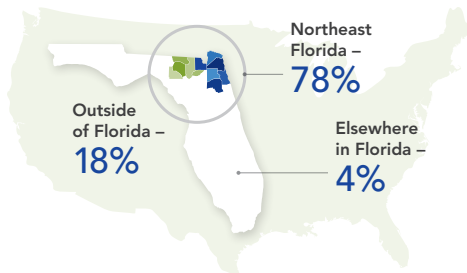 Northeast
Florida –
78%
Outside
of Florida –
18%
Elsewhere
in Florida –
4%